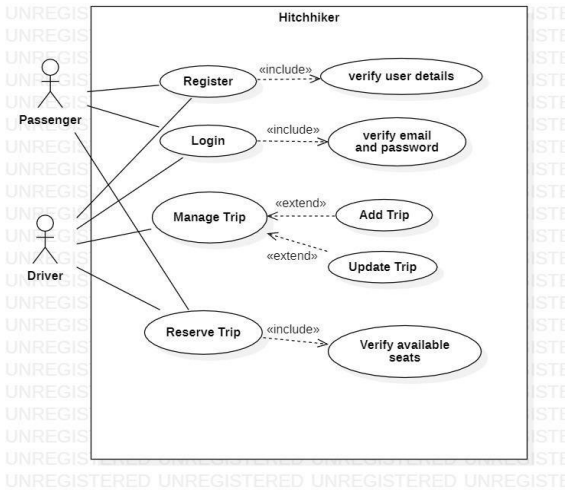 Hitchhiker
Passenger
Driver
Register
«include»
verify user details
Login
«include»
verify email
and password
Manage Trip
«extend»
Add Trip
«extend»
Update Trip
Reserve Trip
«include»
Verify available
seats
UNREGISTERED UNREGISTERED UNREGISTERED UNREGISTERED